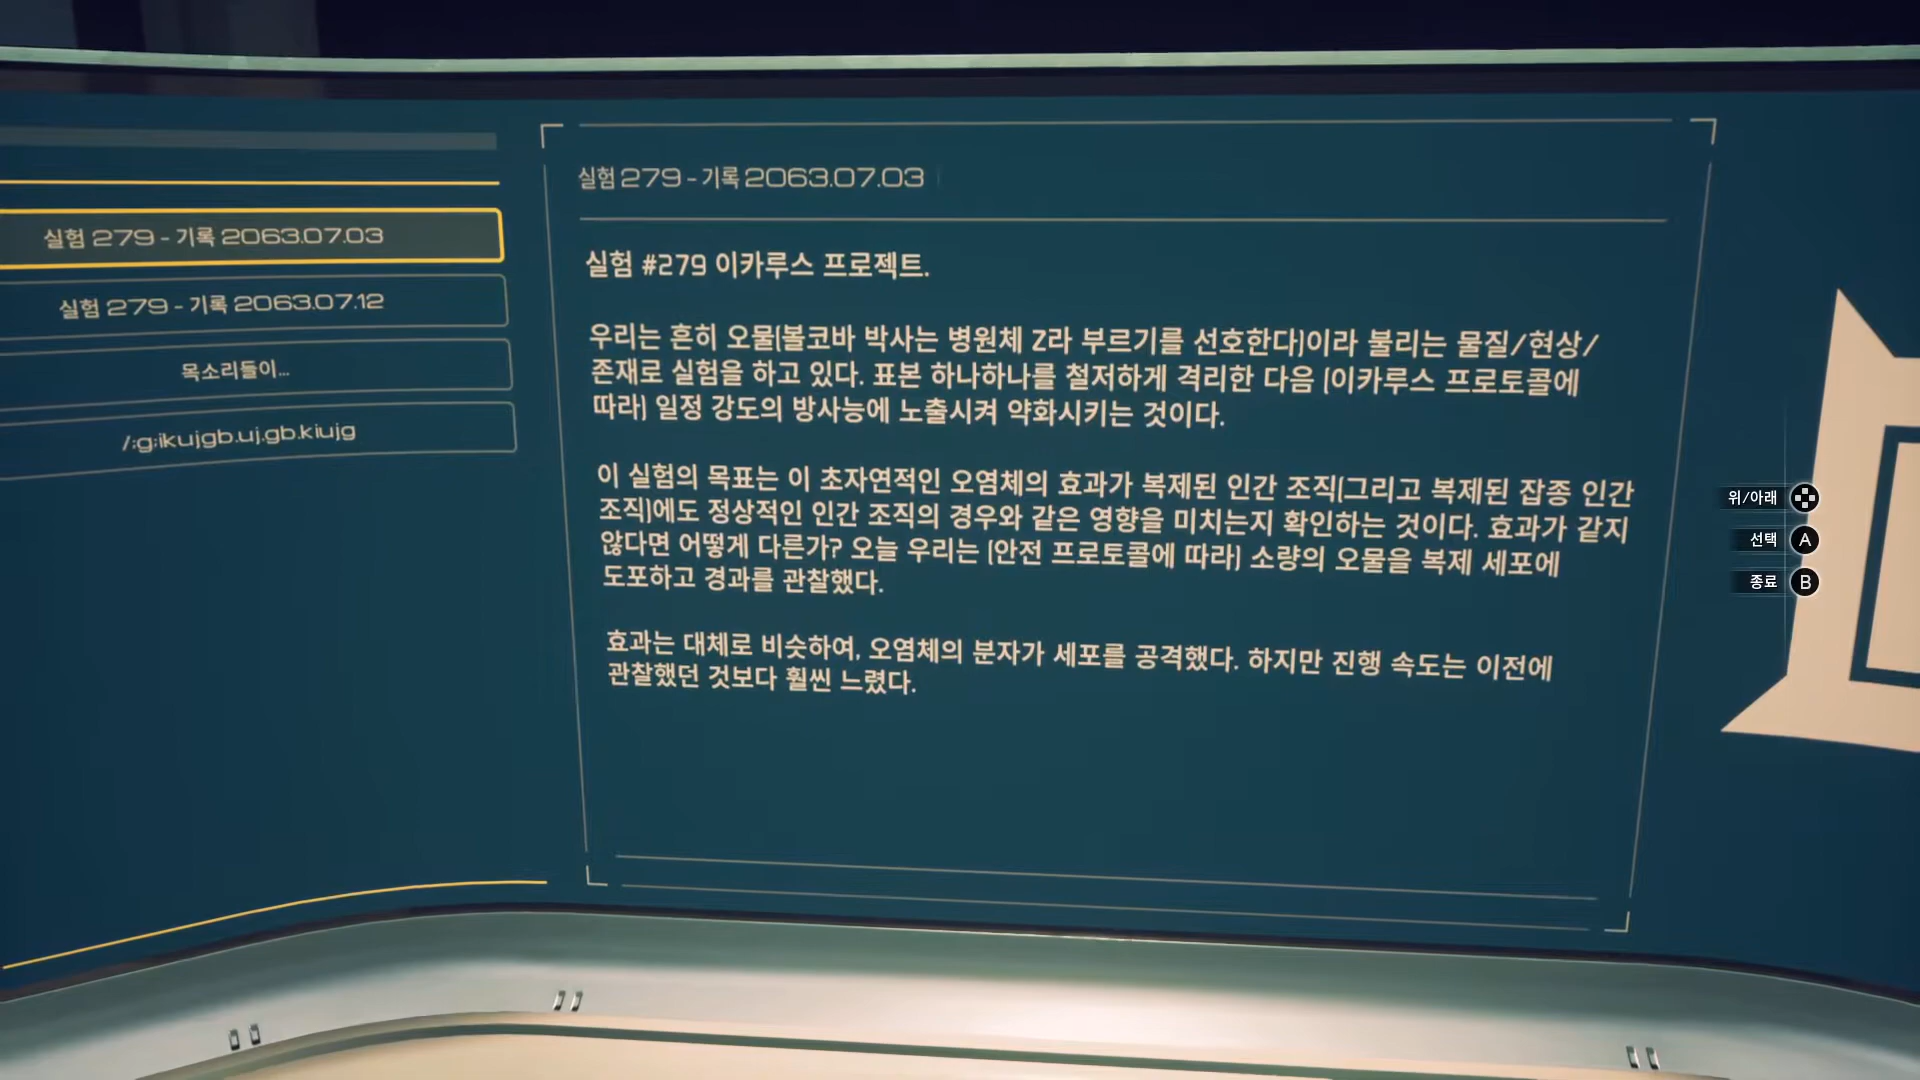 실험 279 - 기록 2063.07.03
실험 279 - 기록 2063.07.12
목소리들이...
/:g:ikujgb.uj.gb.kiujg
실험 279 - 기록 2063.07.03
실험 #279 이카루스 프로젝트.
우리는 흔히 오물(볼코바 박사는 병원체 Z라 부르기를 선호한다)이라 불리는 물질/현상/
존재로 실험을 하고 있다. 표본 하나하나를 철저하게 격리한 다음 (이카루스 프로토콜에
따라) 일정 강도의 방사능에 노출시켜 약화시키는 것이다.
이 실험의 목표는 이 초자연적인 오염체의 효과가 복제된 인간 조직(그리고 복제된 잡종 인간
조직)에도 정상적인 인간 조직의 경우와 같은 영향을 미치는지 확인하는 것이다. 효과가 같지
않다면 어떻게 다른가? 오늘 우리는 (안전 프로토콜에 따라) 소량의 오물을 복제 세포에
도포하고 경과를 관찰했다.
효과는 대체로 비슷하여, 오염체의 분자가 세포를 공격했다. 하지만 진행 속도는 이전에
관찰했던 것보다 훨씬 느렸다.
위/아래
선택 A
종료 B